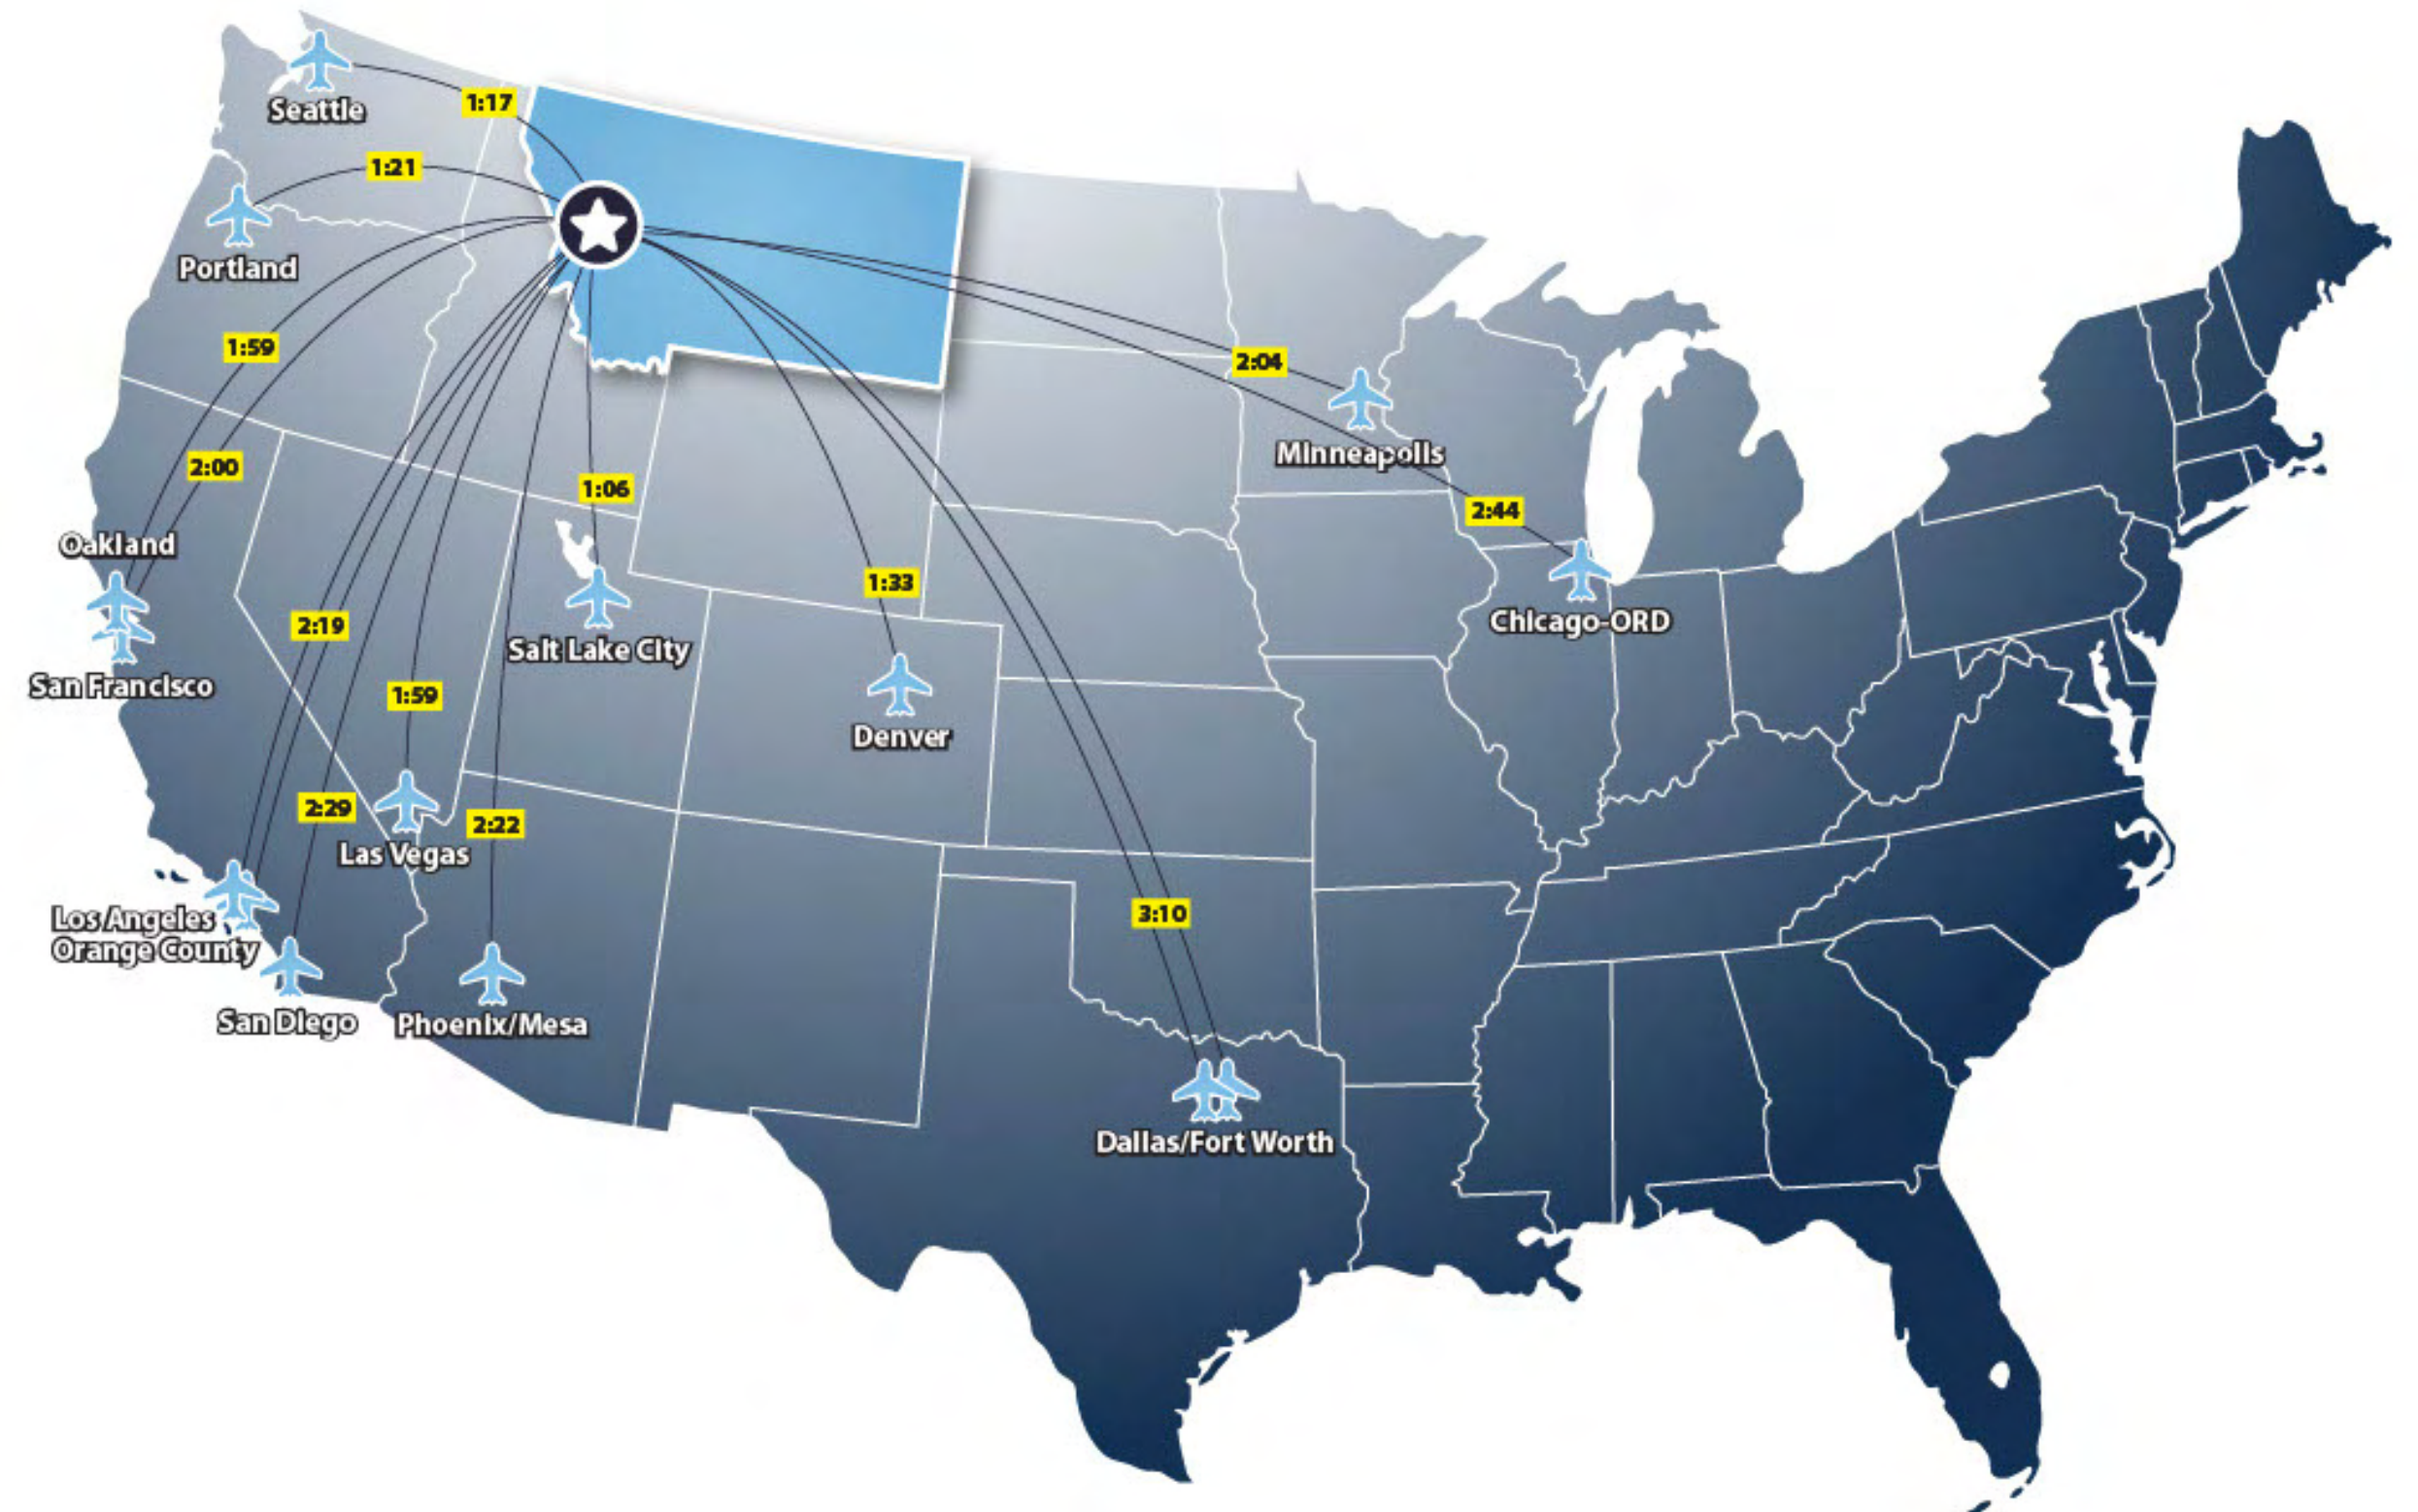 Seattle
1:17
1:21
Portland
1:59
2:04
Minneapolis
2:00
1:06
2:44
Oakland
1:33
Chicago-ORD
2:19
Salt Lake City
San Francisco
1:59
Denver
2:29
2:22
Las Vegas
Los Angeles
Orange County
3:10
San Diego
Phoenix/Mesa
Dallas/Fort Worth